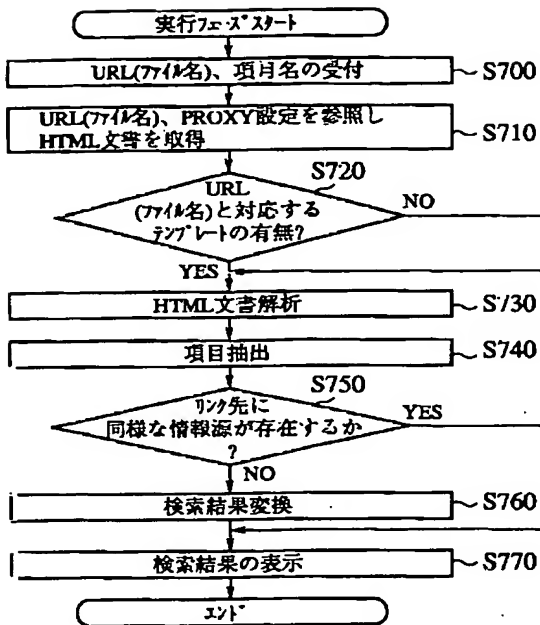 実行フェーズスタート
URL(ファイル名)、項目名の受付
S700
URL(ファイル名)、PROXY設定を参照し
HTML文書を取得
S710
S720
URL
(ファイル名)と対応する
テンプレートの有無?
NO
YES
HTML文書解析
S730
項目抽出
S740
S750
リンク先に
同様な情報源が存在するか
?
YES
NO
検索結果変換
S760
検索結果の表示
S770
エンド